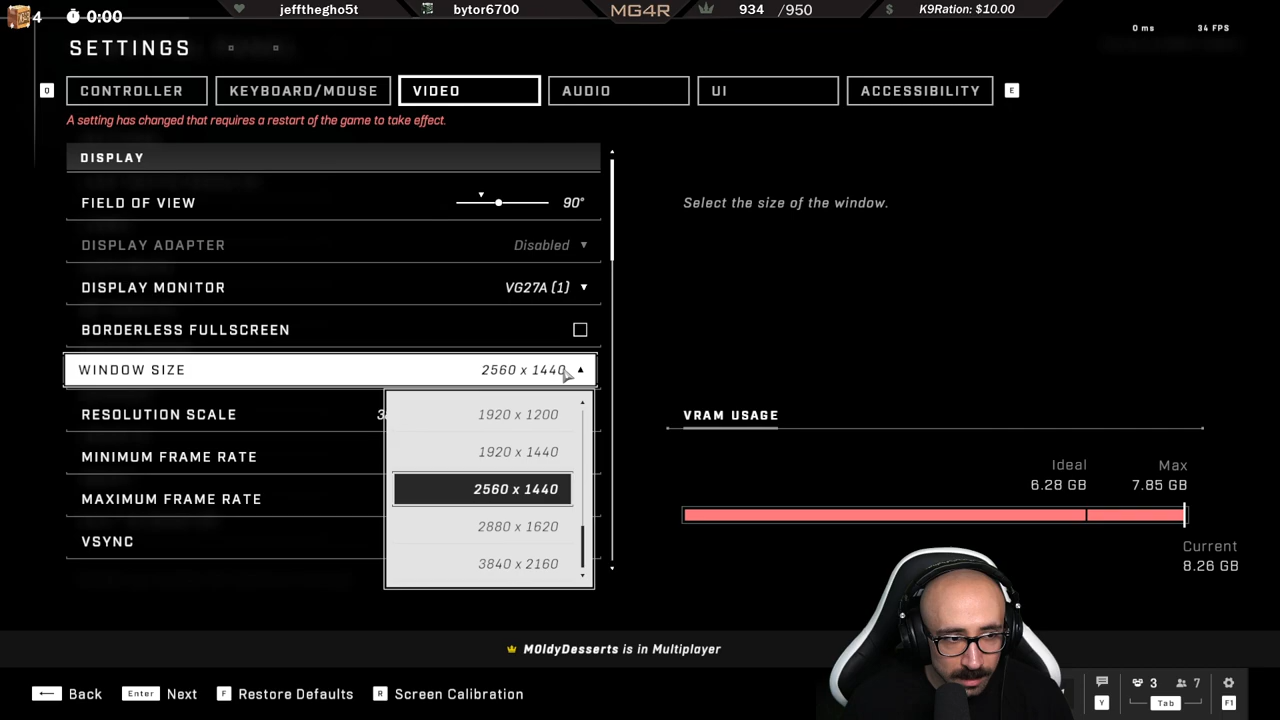 4 0:00 jeffthegho5t bytor6700 MG4R 934 /950 $ K9Ration: $10.00
0 ms 34 FPS
SETTINGS
Q CONTROLLER KEYBOARD/MOUSE VIDEO AUDIO UI ACCESSIBILITY E
A setting has changed that requires a restart of the game to take effect.
DISPLAY
FIELD OF VIEW 90°
Select the size of the window.
DISPLAY ADAPTER Disabled
DISPLAY MONITOR VG27A (1)
BORDERLESS FULLSCREEN
WINDOW SIZE 2560 x 1440
RESOLUTION SCALE
1920 x 1200
VRAM USAGE
MINIMUM FRAME RATE
1920 x 1440
Ideal Max
6.28 GB 7.85 GB
MAXIMUM FRAME RATE
2560 x 1440
2880 x 1620
VSYNC
3840 x 2160
Current
8.26 GB
M0ldyDesserts is in Multiplayer
Back Enter Next F Restore Defaults R Screen Calibration
Y 3 7 Tab F1